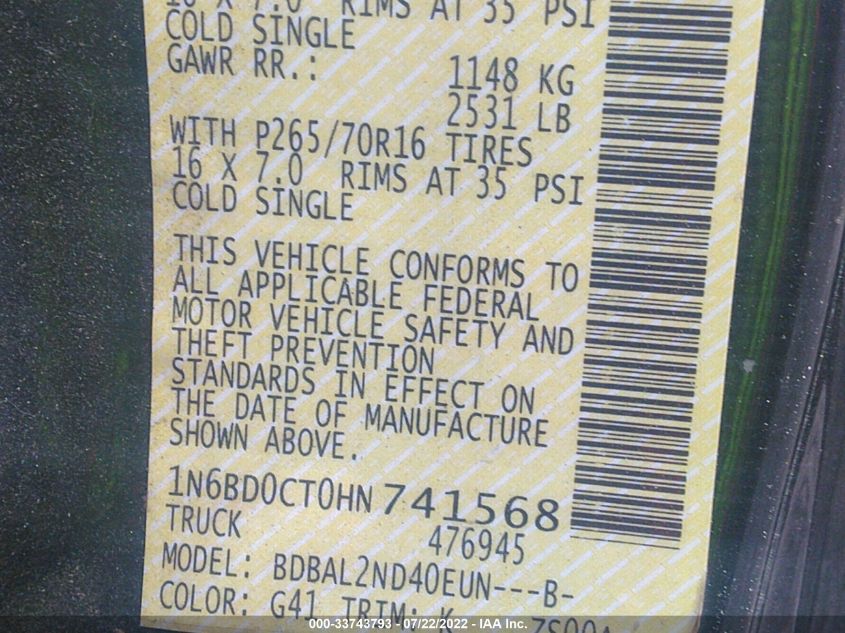 16 X 7.0 RIMS AT 35 PSI
COLD SINGLE
GAWR RR.: 1148 KG
2531 LB
WITH P265/70R16 TIRES
16 X 7.0 RIMS AT 35 PSI
COLD SINGLE
THIS VEHICLE CONFORMS TO
ALL APPLICABLE FEDERAL
MOTOR VEHICLE SAFETY AND
THEFT PREVENTION
STANDARDS IN EFFECT ON
THE DATE OF MANUFACTURE
SHOWN ABOVE.
1N6BD0CT0HN741568
TRUCK 476945
MODEL: BDBAL2ND40EUN---B-
COLOR: G41 TRIM: K
000-33743793 - 07/22/2022 - IAA Inc.